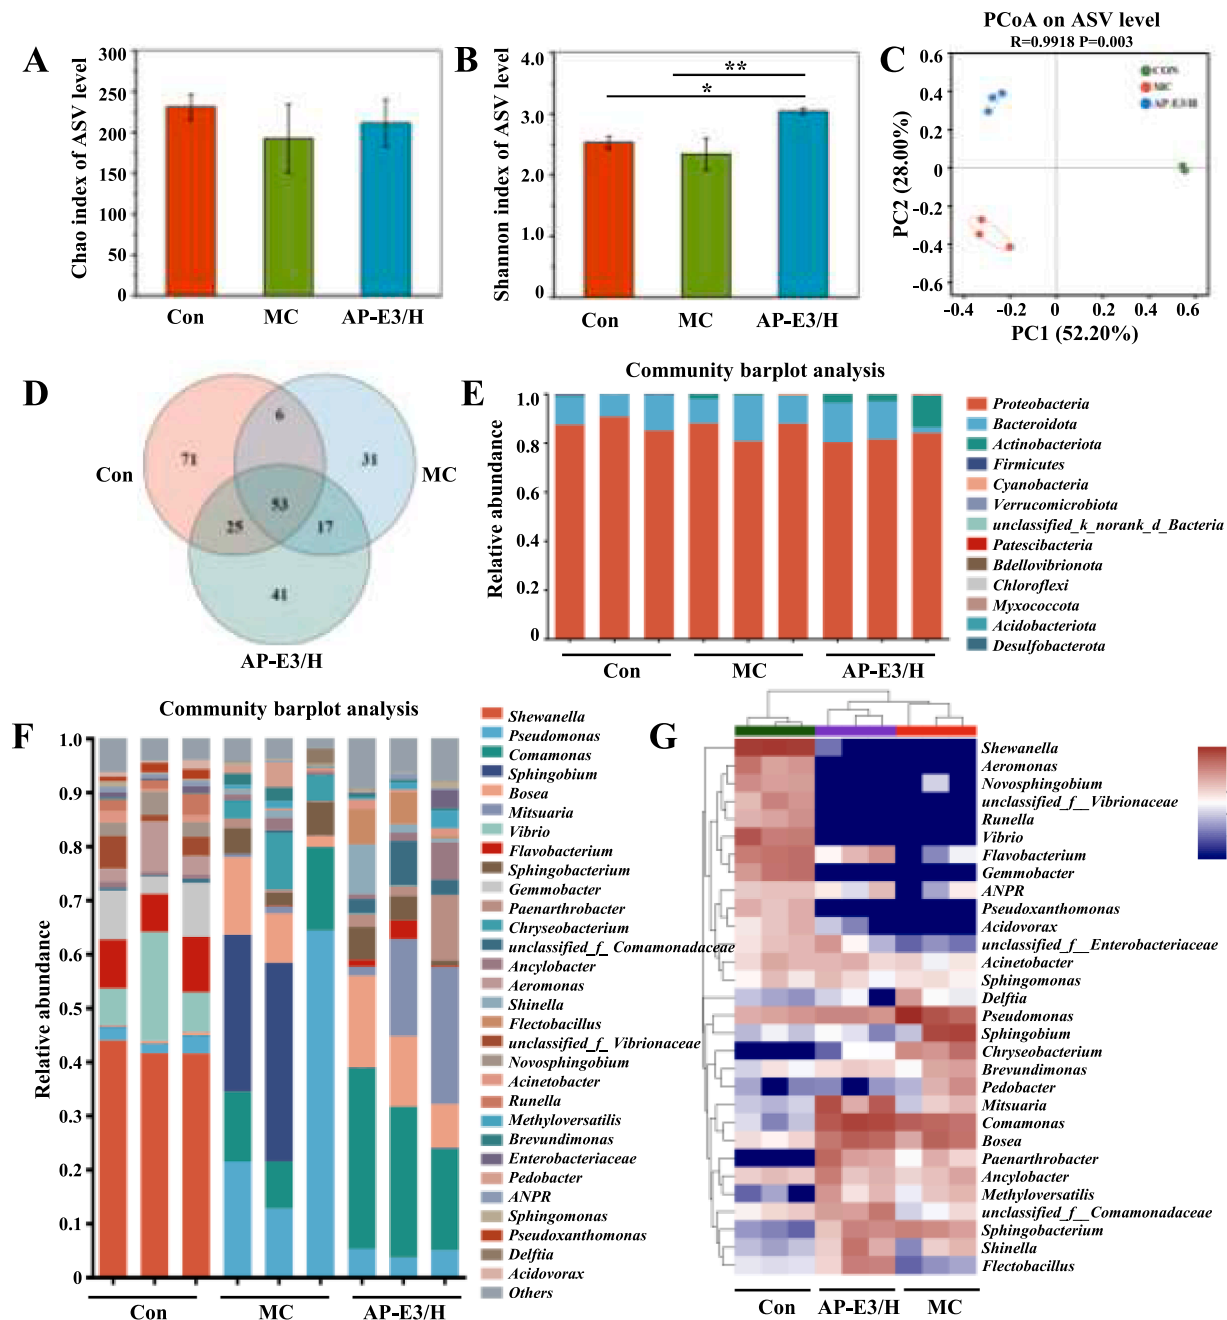 A
Chao index of ASV level
300
250
200
150
100
50
0
Con MC AP-E3/H
B
Shannon index of ASV level
4.0
3.0
2.0
1.0
0.0
**
*
Con MC AP-E3/H
C
PCoA on ASV level
R=0.9918 P=0.003
CON
MC
AP-E3/H
PC2 (28.00%)
0.6
0.4
0.2
0
-0.2
-0.4
-0.6
-0.4 -0.2 0 0.2 0.4 0.6
PC1 (52.20%)
D
Con
MC
AP-E3/H
6
71
31
53
25
17
41
E
Community barplot analysis
Relative abundance
1.0
0.8
0.6
0.4
0.2
0
Con MC AP-E3/H
Proteobacteria
Bacteroidota
Actinobacteriota
Firmicutes
Cyanobacteria
Verrucomicrobiota
unclassified_k_norank_d_Bacteria
Patescibacteria
Bdellovibrionota
Chloroflexi
Myxococcota
Acidobacteriota
Desulfobacterota
F
Community barplot analysis
Relative abundance
1.0
0.9
0.8
0.7
0.6
0.5
0.4
0.3
0.2
0.1
0
Con MC AP-E3/H
Shewanella
Pseudomonas
Comamonas
Sphingobium
Bosea
Mitsuaria
Vibrio
Flavobacterium
Sphingobacterium
Gemmobacter
Paenarthrobacter
Chryseobacterium
unclassified_f_ Comamonadaceae
Ancylobacter
Aeromonas
Shinella
Flectobacillus
unclassified_f_ Vibrionaceae
Novosphingobium
Acinetobacter
Runella
Methyloversatilis
Brevundimonas
Enterobacteriaceae
Pedobacter
ANPR
Sphingomonas
Pseudoxanthomonas
Delftia
Acidovorax
Others
G
Shewanella
Aeromonas
Novosphingobium
unclassified_f__Vibrionaceae
Runella
Vibrio
Flavobacterium
Gemmobacter
ANPR
Pseudoxanthomonas
Acidovorax
unclassified_f__Enterobacteriaceae
Acinetobacter
Sphingomonas
Delftia
Pseudomonas
Sphingobium
Chryseobacterium
Brevundimonas
Pedobacter
Mitsuaria
Comamonas
Bosea
Paenarthrobacter
Ancylobacter
Methyloversatilis
unclassified_f__Comamonadaceae
Sphingobacterium
Shinella
Flectobacillus
Con AP-E3/H MC